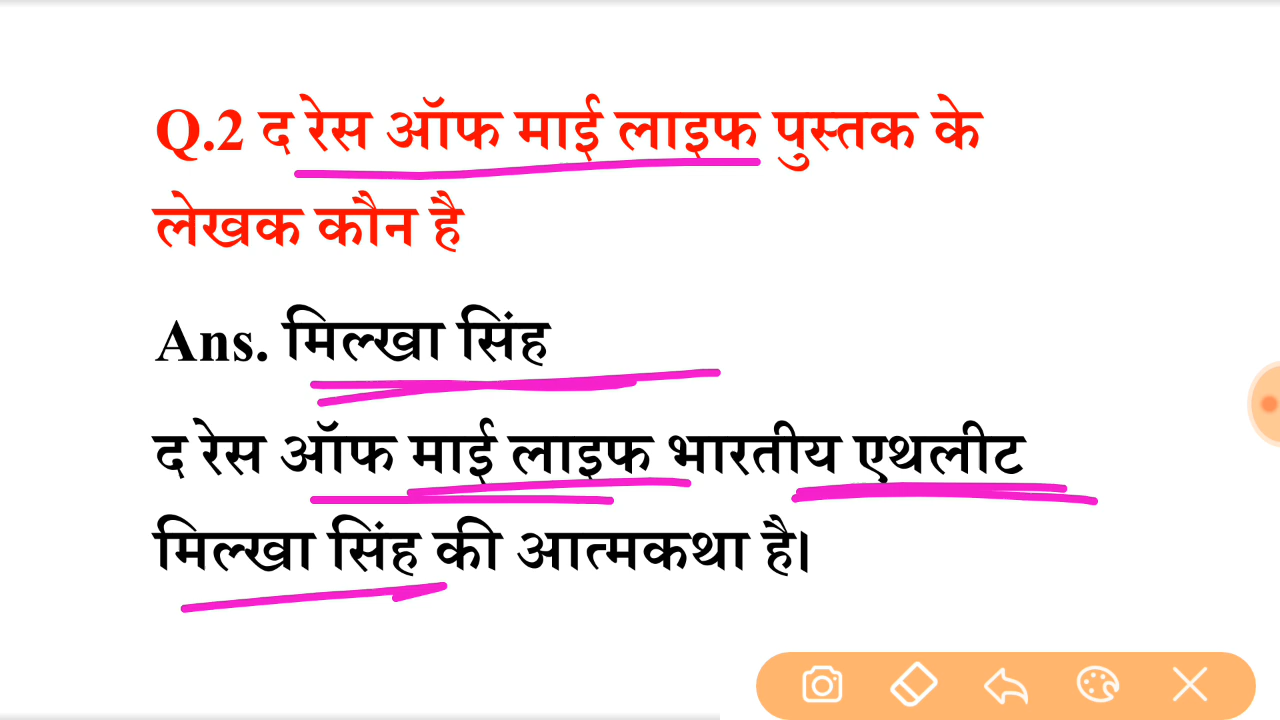 Q.2 द रेस ऑफ माई लाइफ पुस्तक के
लेखक कौन है
Ans. मिल्खा सिंह
द रेस ऑफ माई लाइफ भारतीय एथलीट
मिल्खा सिंह की आत्मकथा है।